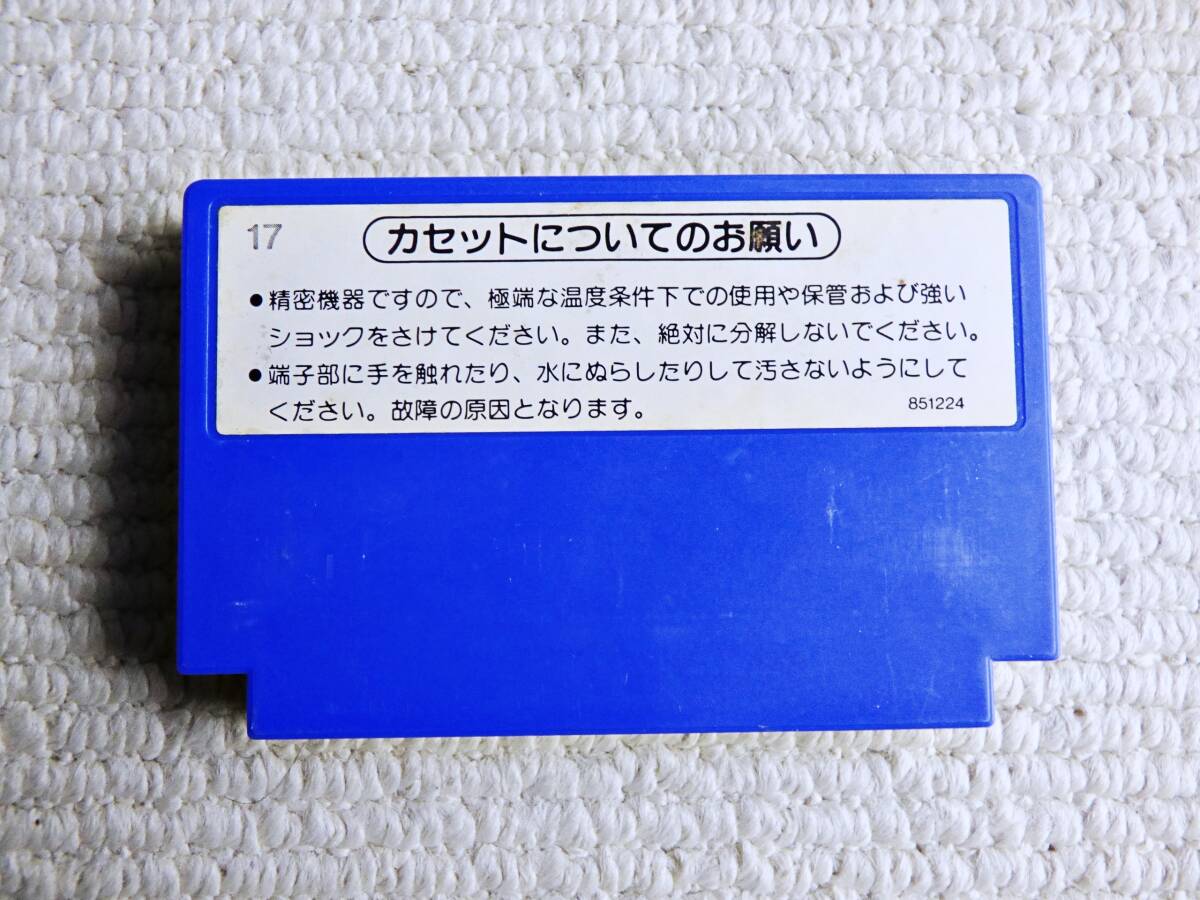 17
カセットについてのお願い
●精密機器ですので、極端な温度条件下での使用や保管および強い
ショックをさけてください。また、絶対に分解しないでください。
●端子部に手を触れたり、水にぬらしたりして汚さないようにして
ください。故障の原因となります。
851224